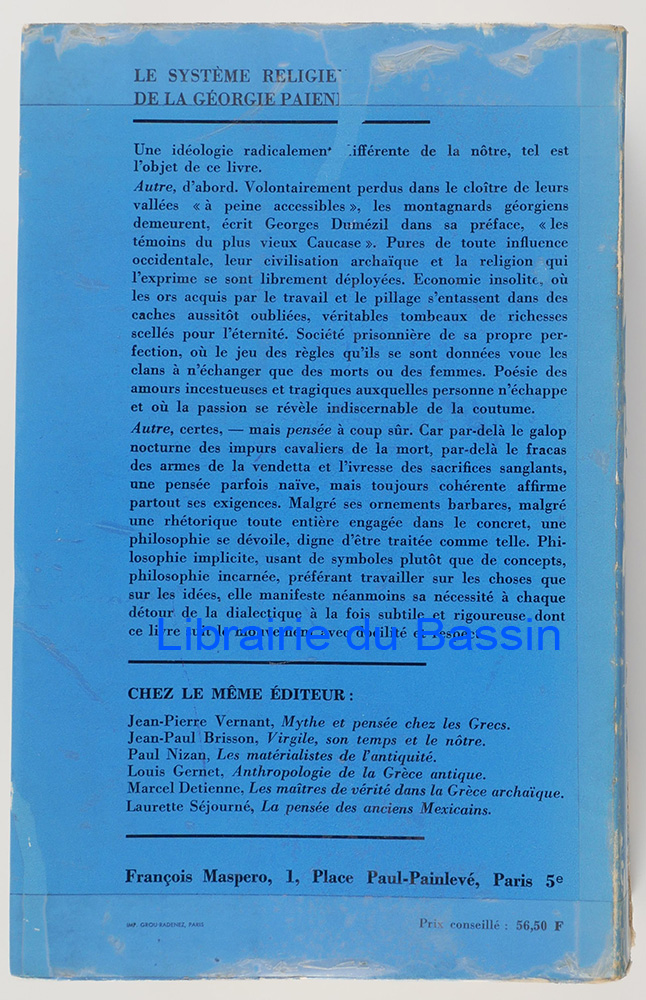 LE SYSTÈME RELIGIE
DE LA GÉORGIE PAIEN
Une idéologie radicalemen différente de la nôtre, tel est
l'objet de ce livre.
Autre, d'abord. Volontairement perdus dans le cloître de leurs
vallées « à peine accessibles », les montagnards géorgiens
demeurent, écrit Georges Dumézil dans sa préface, « les
témoins du plus vieux Caucase ». Pures de toute influence
occidentale, leur civilisation archaïque et la religion qui
l'exprime se sont librement déployées. Economie insolite, où
les ors acquis par le travail et le pillage s'entassent dans des
caches aussitôt oubliées, véritables tombeaux de richesses
scellés pour l'éternité. Société prisonnière de sa propre per-
fection, où le jeu des règles qu'ils se sont données voue les
clans à n'échanger que des morts ou des femmes. Poésie des
amours incestueuses et tragiques auxquelles personne n'échappe
et où la passion se révèle indiscernable de la coutume.
Autre, certes, — mais pensée à coup sûr. Car par-delà le galop
nocturne des impurs cavaliers de la mort, par-delà le fracas
des armes de la vendetta et l'ivresse des sacrifices sanglants,
une pensée parfois naïve, mais toujours cohérente affirme
partout ses exigences. Malgré ses ornements barbares, malgré
une rhétorique toute entière engagée dans le concret, une
philosophie se dévoile, digne d'être traitée comme telle. Phi-
losophie implicite, usant de symboles plutôt que de concepts,
philosophie incarnée, préférant travailler sur les choses que
sur les idées, elle manifeste néanmoins sa nécessité à chaque
détour de la dialectique à la fois subtile et rigoureuse dont
ce livre suit le mouvement avec docilité et respect.
Librairie du Bassin
CHEZ LE MÊME ÉDITEUR :
Jean-Pierre Vernant, Mythe et pensée chez les Grecs.
Jean-Paul Brisson, Virgile, son temps et le nôtre.
Paul Nizan, Les matérialistes de l'antiquité.
Louis Gernet, Anthropologie de la Grèce antique.
Marcel Detienne, Les maîtres de vérité dans la Grèce archaïque.
Laurette Séjourné, La pensée des anciens Mexicains.
François Maspero, 1, Place Paul-Painlevé, Paris 5e
IMP. GROU-RADENEZ, PARIS
Prix conseillé : 56,50 F